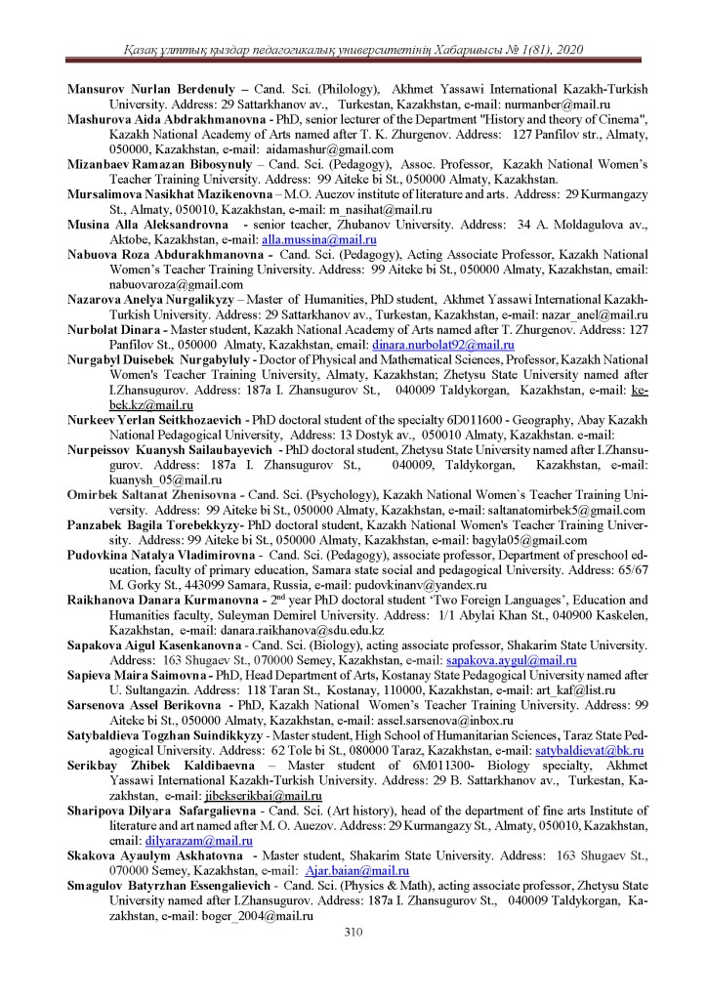 Қазақ ұлттық қыздар педагогикалық университетінің Хабаршысы № 1(81), 2020
Mansurov Nurlan Berdenuly – Cand. Sci. (Philology), Akhmet Yassawi International Kazakh-Turkish
University. Address: 29 Sattarkhanov av., Turkestan, Kazakhstan, e-mail: nurmanber@mail.ru
Mashurova Aida Abdrakhmanovna - PhD, senior lecturer of the Department "History and theory of Cinema",
Kazakh National Academy of Arts named after T. K. Zhurgenov. Address: 127 Panfilov str., Almaty,
050000, Kazakhstan, e-mail: aidamashur@gmail.com
Mizanbaev Ramazan Bibosynuly – Cand. Sci. (Pedagogy), Assoc. Professor, Kazakh National Women’s
Teacher Training University. Address: 99 Aiteke bi St., 050000 Almaty, Kazakhstan.
Mursalimova Nasikhat Mazikenovna – M.O. Auezov institute of literature and arts. Address: 29 Kurmangazy
St., Almaty, 050010, Kazakhstan, e-mail: m_nasihat@mail.ru
Musina Alla Aleksandrovna - senior teacher, Zhubanov University. Address: 34 A. Moldagulova av.,
Aktobe, Kazakhstan, e-mail: alla.mussina@mail.ru
Nabuova Roza Abdurakhmanovna - Cand. Sci. (Pedagogy), Acting Associate Professor, Kazakh National
Women’s Teacher Training University. Address: 99 Aiteke bi St., 050000 Almaty, Kazakhstan, email:
nabuovaroza@gmail.com
Nazarova Anelya Nurgalikyzy – Master of Humanities, PhD student, Akhmet Yassawi International Kazakh-
Turkish University. Address: 29 Sattarkhanov av., Turkestan, Kazakhstan, e-mail: nazar_anel@mail.ru
Nurbolat Dinara - Master student, Kazakh National Academy of Arts named after T. Zhurgenov. Address: 127
Panfilov St., 050000 Almaty, Kazakhstan, email: dinara.nurbolat92@mail.ru
Nurgabyl Duisebek Nurgabyluly - Doctor of Physical and Mathematical Sciences, Professor, Kazakh National
Women's Teacher Training University, Almaty, Kazakhstan; Zhetysu State University named after
I.Zhansugurov. Address: 187a I. Zhansugurov St., 040009 Taldykorgan, Kazakhstan, e-mail: ke-
bek.kz@mail.ru
Nurkeev Yerlan Seitkhozaevich - PhD doctoral student of the specialty 6D011600 - Geography, Abay Kazakh
National Pedagogical University, Address: 13 Dostyk av., 050010 Almaty, Kazakhstan. e-mail:
Nurpeissov Kuanysh Sailaubayevich - PhD doctoral student, Zhetysu State University named after I.Zhansu-
gurov. Address: 187a I. Zhansugurov St., 040009, Taldykorgan, Kazakhstan, e-mail:
kuanysh_05@mail.ru
Omirbek Saltanat Zhenisovna - Cand. Sci. (Psychology), Kazakh National Women`s Teacher Training Uni-
versity. Address: 99 Aiteke bi St., 050000 Almaty, Kazakhstan, e-mail: saltanatomirbek5@gmail.com
Panzabek Bagila Torebekkyzy- PhD doctoral student, Kazakh National Women's Teacher Training Univer-
sity. Address: 99 Aiteke bi St., 050000 Almaty, Kazakhstan, e-mail: bagyla05@gmail.com
Pudovkina Natalya Vladimirovna - Cand. Sci. (Pedagogy), associate professor, Department of preschool ed-
ucation, faculty of primary education, Samara state social and pedagogical University. Address: 65/67
M. Gorky St., 443099 Samara, Russia, e-mail: pudovkinanv@yandex.ru
Raikhanova Danara Kurmanovna - 2nd year PhD doctoral student ‘Two Foreign Languages’, Education and
Humanities faculty, Suleyman Demirel University. Address: 1/1 Abylai Khan St., 040900 Kaskelen,
Kazakhstan, e-mail: danara.raikhanova@sdu.edu.kz
Sapakova Aigul Kasenkanovna - Cand. Sci. (Biology), acting associate professor, Shakarim State University.
Address: 163 Shugaev St., 070000 Semey, Kazakhstan, e-mail: sapakova.aygul@mail.ru
Sapieva Maira Saimovna - PhD, Head Department of Arts, Kostanay State Pedagogical University named after
U. Sultangazin. Address: 118 Taran St., Kostanay, 110000, Kazakhstan, e-mail: art_kaf@list.ru
Sarsenova Assel Berikovna - PhD, Kazakh National Women’s Teacher Training University. Address: 99
Aiteke bi St., 050000 Almaty, Kazakhstan, e-mail: assel.sarsenova@inbox.ru
Satybaldieva Togzhan Suindikkyzy - Master student, High School of Humanitarian Sciences, Taraz State Ped-
agogical University. Address: 62 Tole bi St., 080000 Taraz, Kazakhstan, e-mail: satybaldievat@bk.ru
Serikbay Zhibek Kaldibaevna – Master student of 6M011300- Biology specialty, Akhmet
Yassawi International Kazakh-Turkish University. Address: 29 B. Sattarkhanov av., Turkestan, Ka-
zakhstan, e-mail: jibekserikbai@mail.ru
Sharipova Dilyara Safargalievna - Cand. Sci. (Art history), head of the department of fine arts Institute of
literature and art named after M. O. Auezov. Address: 29 Kurmangazy St., Almaty, 050010, Kazakhstan,
email: dilyarazam@mail.ru
Skakova Ayaulym Askhatovna - Master student, Shakarim State University. Address: 163 Shugaev St.,
070000 Semey, Kazakhstan, e-mail: Ajar.baian@mail.ru
Smagulov Batyrzhan Essengalievich - Cand. Sci. (Physics & Math), acting associate professor, Zhetysu State
University named after I.Zhansugurov. Address: 187a I. Zhansugurov St., 040009 Taldykorgan, Ka-
zakhstan, e-mail: boger_2004@mail.ru
310